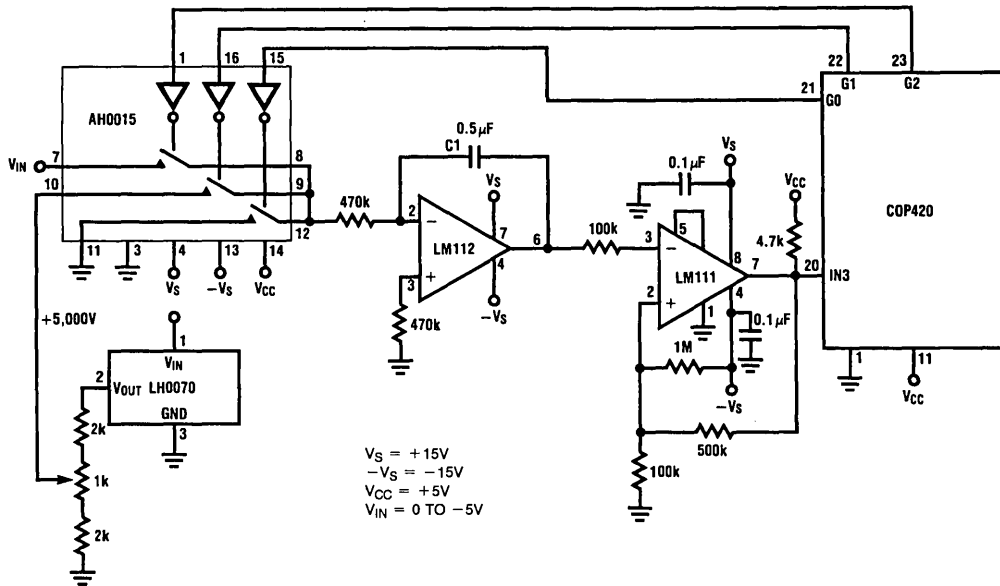 22
23
1
16
15
G1
G2
21
G0
AH0015
0.5μF
C1
VS
0.1μF
VCC
COP420
VIN
7
8
10
9
470k
2
−
VS
7
12
LM112
6
100k
3
−
5
8
4.7k
7
20
IN3
LM111
11
3
4
13
14
3
+
4
2
+
4
1
VS
−VS
VCC
−VS
0.1μF
470k
1M
+5,000V
1
1
11
VIN
−VS
VCC
2
VOUT
LH0070
GND
2k
3
500k
VS = +15V
−VS = −15V
VCC = +5V
VIN = 0 TO −5V
100k
1k
2k